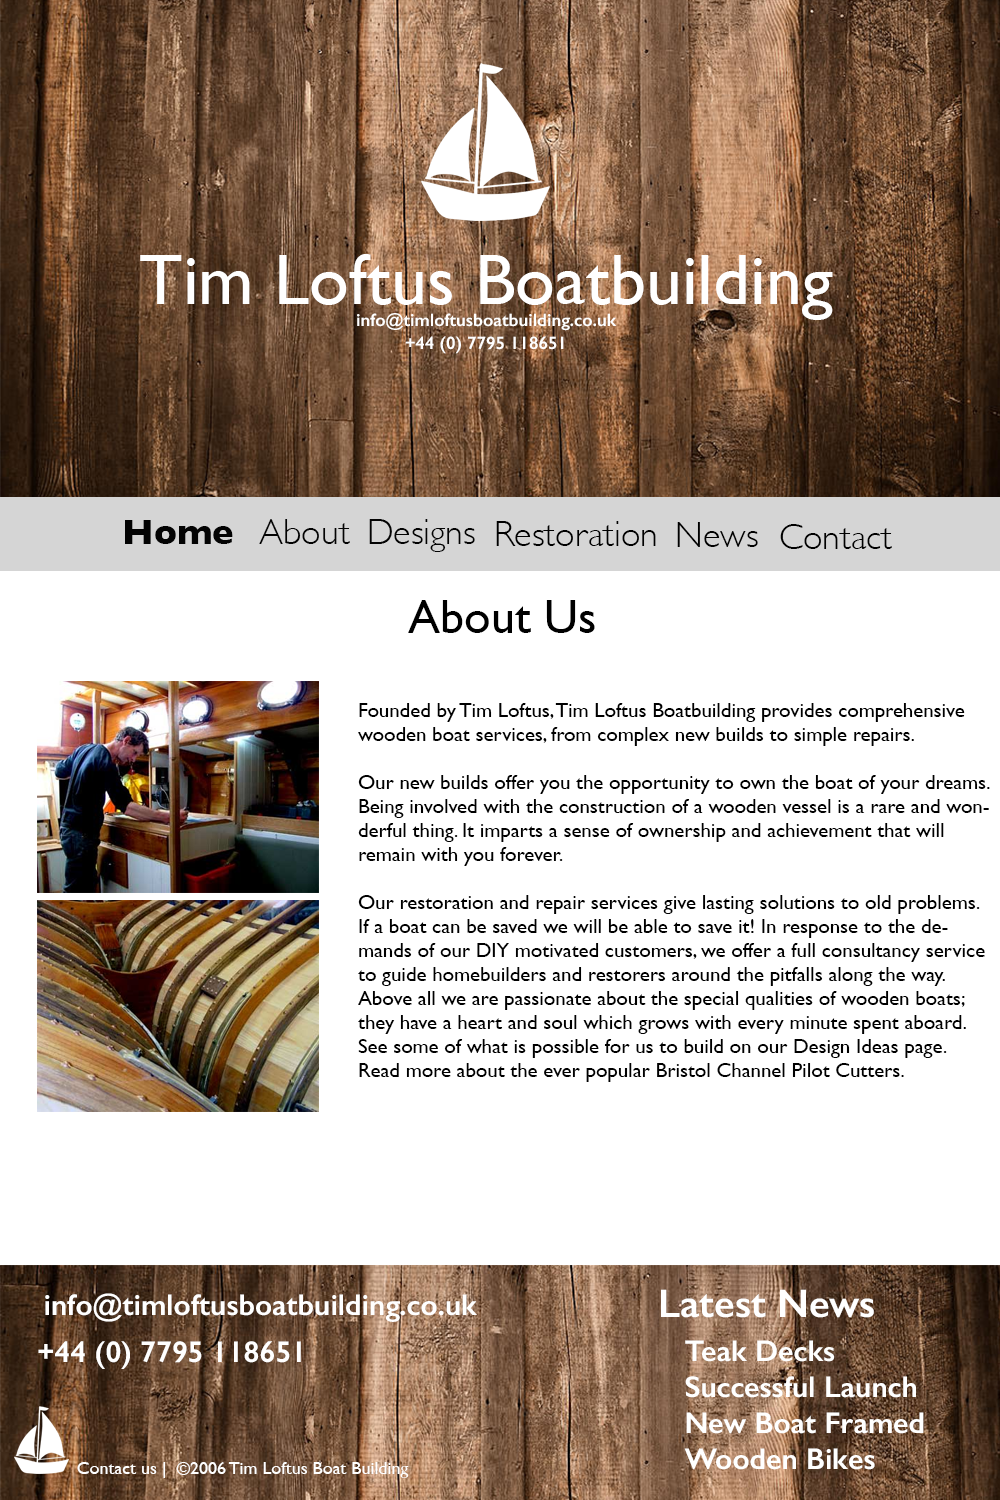 Tim Loftus Boatbuilding
info@timloftusboatbuilding.co.uk
+44 (0) 7795 118651
Home About Designs Restoration News Contact
About Us
Founded by Tim Loftus, Tim Loftus Boatbuilding provides comprehensive
wooden boat services, from complex new builds to simple repairs.
Our new builds offer you the opportunity to own the boat of your dreams.
Being involved with the construction of a wooden vessel is a rare and won-
derful thing. It imparts a sense of ownership and achievement that will
remain with you forever.
Our restoration and repair services give lasting solutions to old problems.
If a boat can be saved we will be able to save it! In response to the de-
mands of our DIY motivated customers, we offer a full consultancy service
to guide homebuilders and restorers around the pitfalls along the way.
Above all we are passionate about the special qualities of wooden boats;
they have a heart and soul which grows with every minute spent aboard.
See some of what is possible for us to build on our Design Ideas page.
Read more about the ever popular Bristol Channel Pilot Cutters.
info@timloftusboatbuilding.co.uk
+44 (0) 7795 118651
Contact us | ©2006 Tim Loftus Boat Building
Latest News
Teak Decks
Successful Launch
New Boat Framed
Wooden Bikes